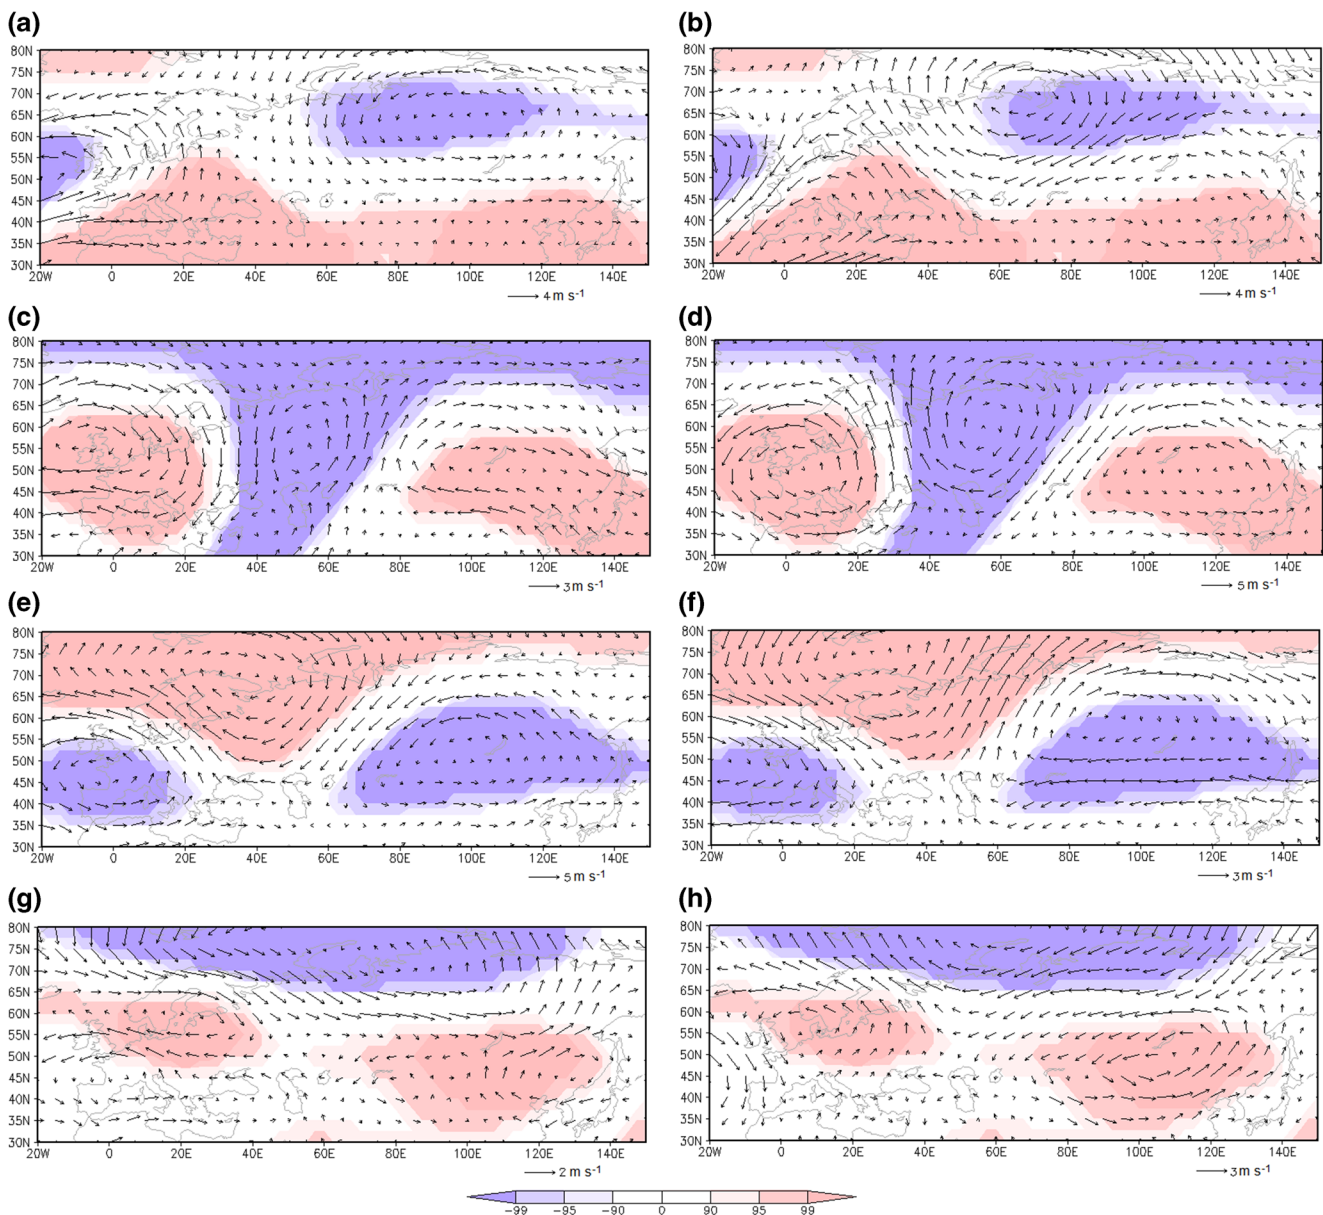 (a) (b)
80N 80N
75N 75N
70N 70N
65N 65N
60N 60N
55N 55N
50N 50N
45N 45N
40N 40N
35N 35N
30N 30N
20W 0 20E 40E 60E 80E 100E 120E 140E 20W 0 20E 40E 60E 80E 100E 120E 140E
4 m s-1 4 m s-1
(c) (d)
80N 80N
75N 75N
70N 70N
65N 65N
60N 60N
55N 55N
50N 50N
45N 45N
40N 40N
35N 35N
30N 30N
20W 0 20E 40E 60E 80E 100E 120E 140E 20W 0 20E 40E 60E 80E 100E 120E 140E
3 m s-1 5 m s-1
(e) (f)
80N 80N
75N 75N
70N 70N
65N 65N
60N 60N
55N 55N
50N 50N
45N 45N
40N 40N
35N 35N
30N 30N
20W 0 20E 40E 60E 80E 100E 120E 140E 20W 0 20E 40E 60E 80E 100E 120E 140E
5 m s-1 3 m s-1
(g) (h)
80N 80N
75N 75N
70N 70N
65N 65N
60N 60N
55N 55N
50N 50N
45N 45N
40N 40N
35N 35N
30N 30N
20W 0 20E 40E 60E 80E 100E 120E 140E 20W 0 20E 40E 60E 80E 100E 120E 140E
2 m s-1 3 m s-1
-99 -95 -90 0 90 95 99